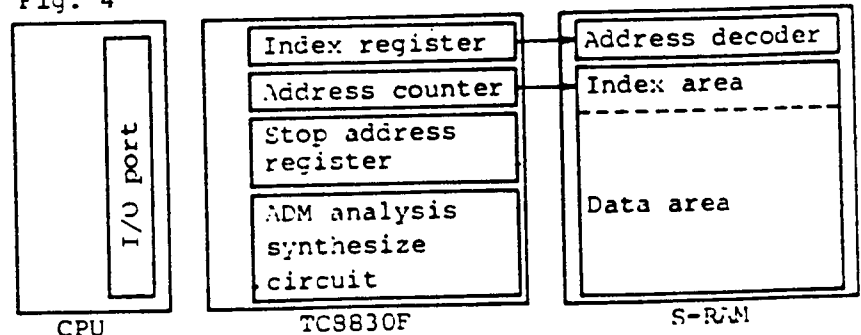 Fig. 4
I/O port
CPU
Index register
Address counter
Stop address
register
ADM analysis
synthesize
circuit
TC8830F
Address decoder
Index area
Data area
S-RAM